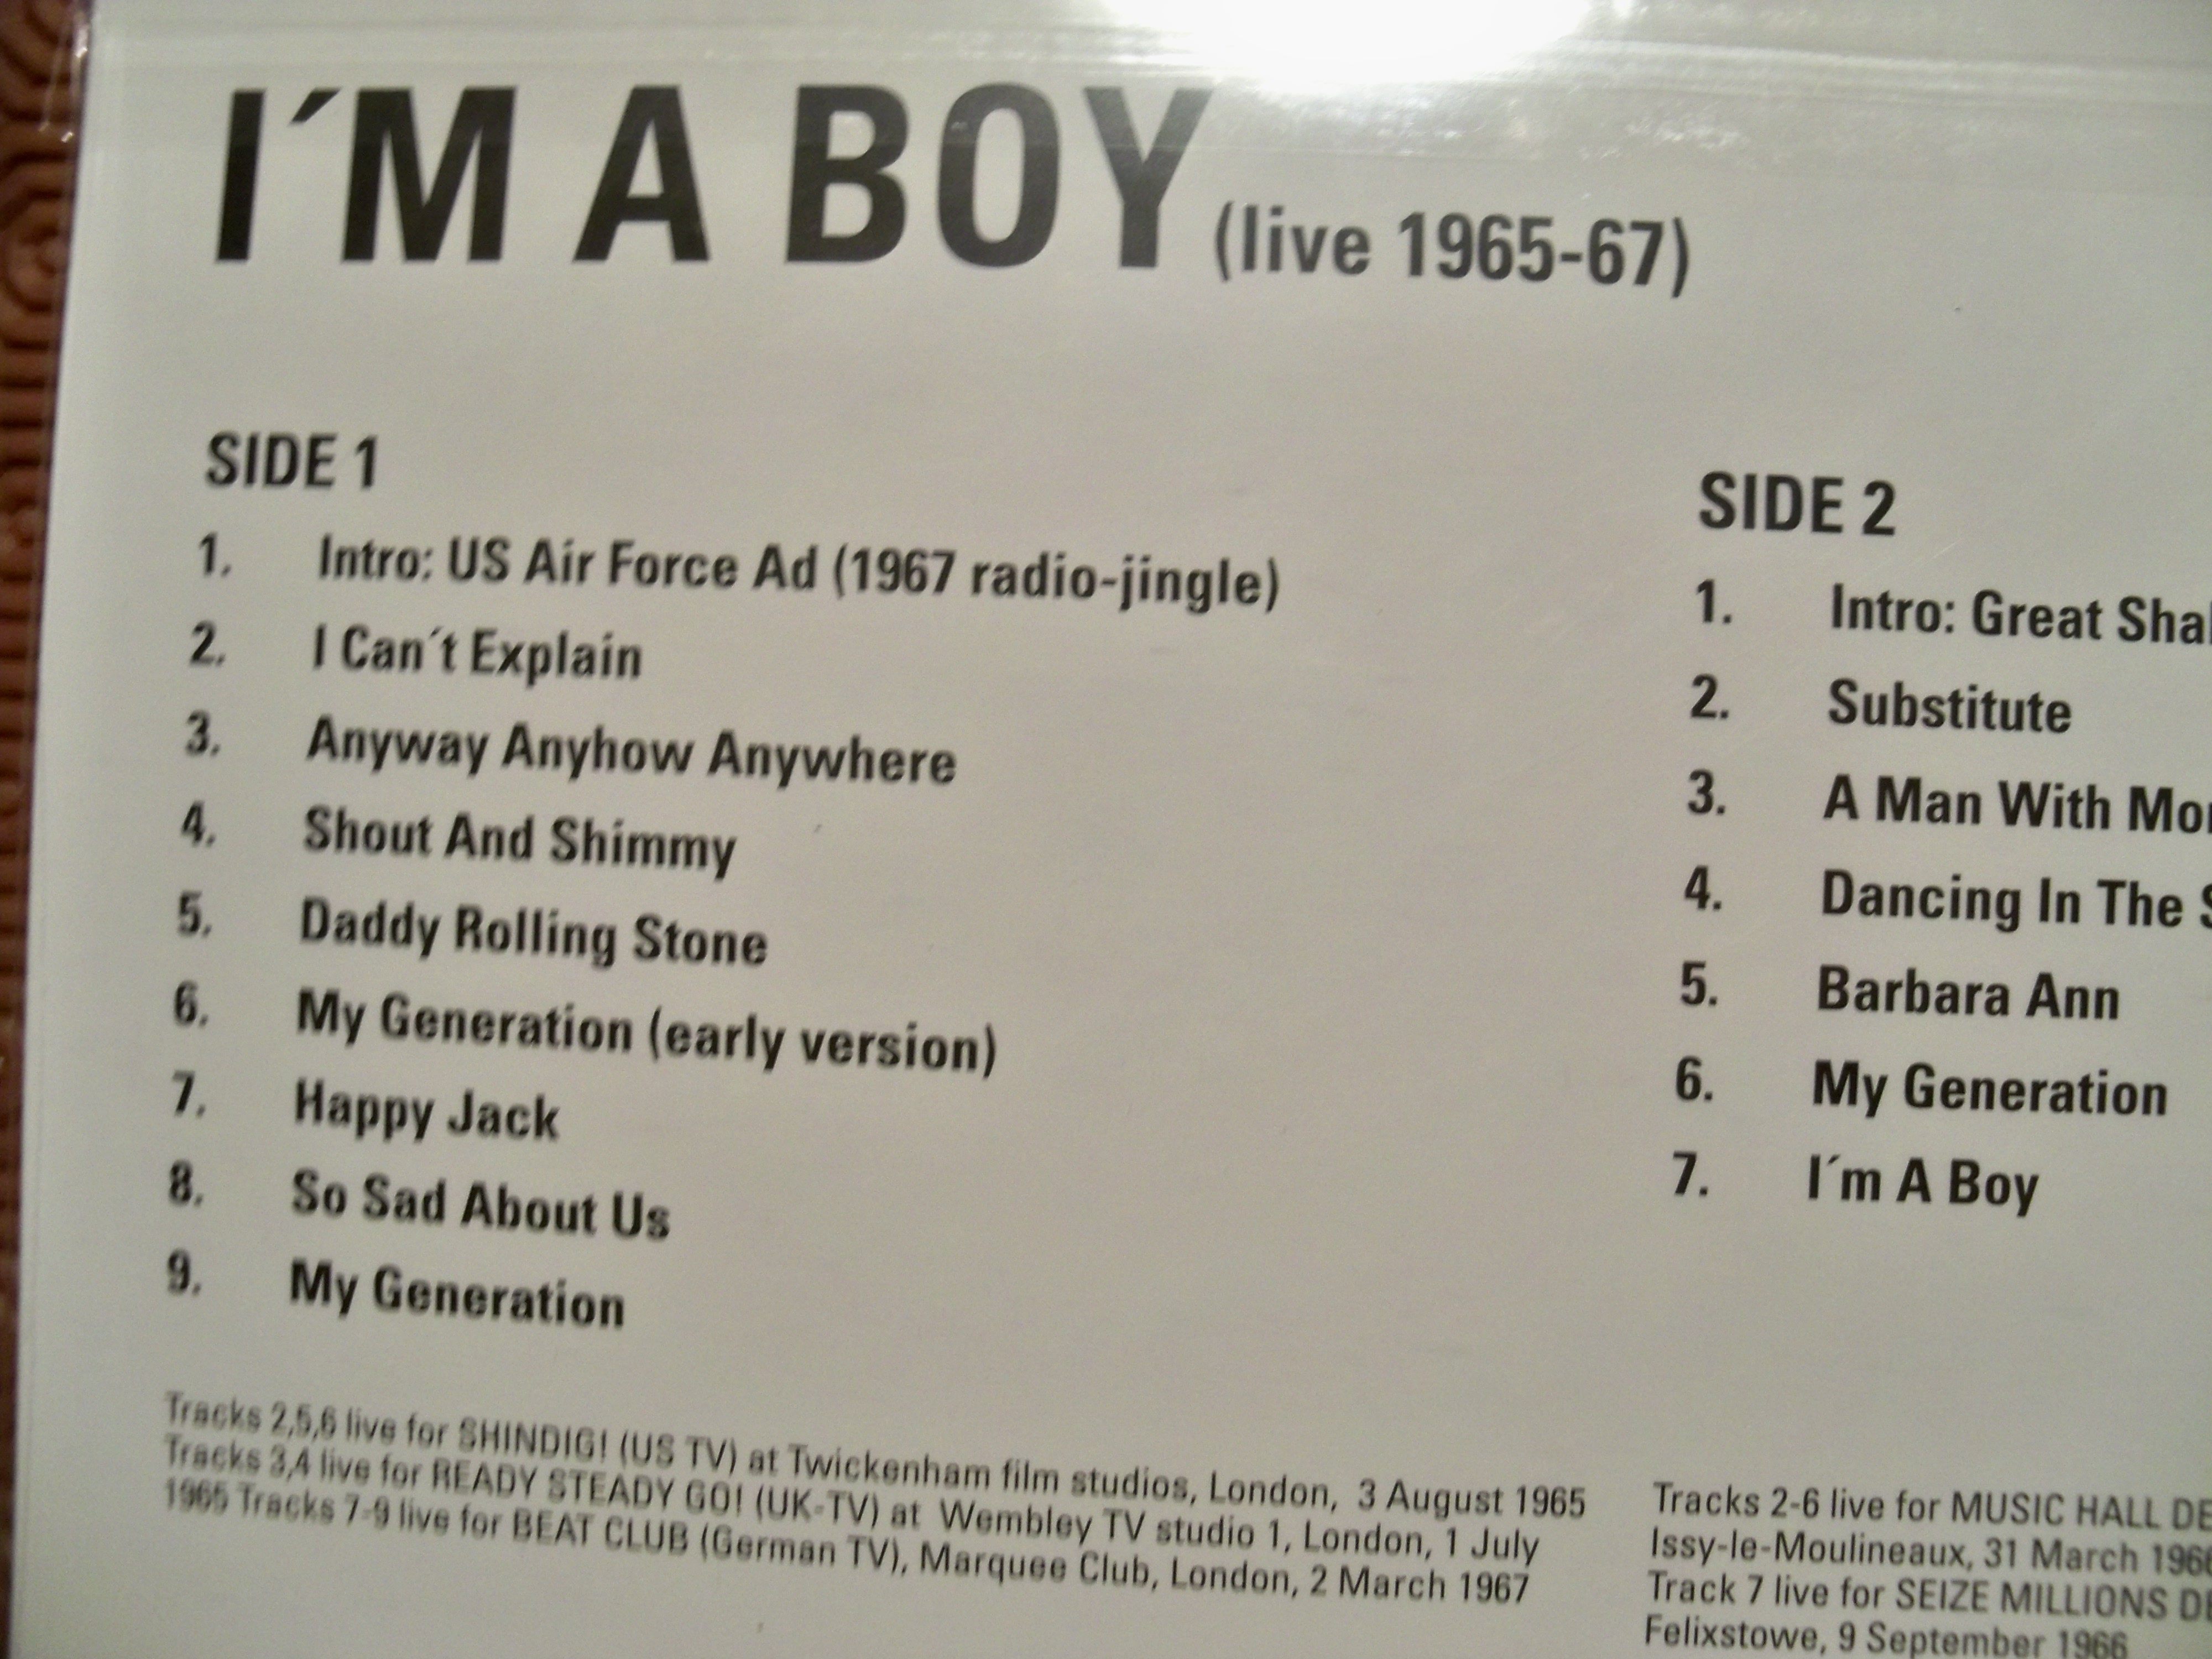 I´M A BOY (live 1965-67)
SIDE 1
1. Intro: US Air Force Ad (1967 radio-jingle)
2. I Can´t Explain
3. Anyway Anyhow Anywhere
4. Shout And Shimmy
5. Daddy Rolling Stone
6. My Generation (early version)
7. Happy Jack
8. So Sad About Us
9. My Generation
Tracks 2,5,6 live for SHINDIG! (US TV) at Twickenham film studios, London, 3 August 1965
Tracks 3,4 live for READY STEADY GO! (UK-TV) at Wembley TV studio 1, London, 1 July
1965 Tracks 7-9 live for BEAT CLUB (German TV), Marquee Club, London, 2 March 1967
SIDE 2
1. Intro: Great
2. Substitute
3. A Man With
4. Dancing In The
5. Barbara Ann
6. My Generation
7. I´m A Boy
Tracks 2-6 live for MUSIC HALL DE
Issy-le-Moulineaux, 31 March 1966
Track 7 live for SEIZE MILLIONS DE
Felixstowe, 9 September 1966